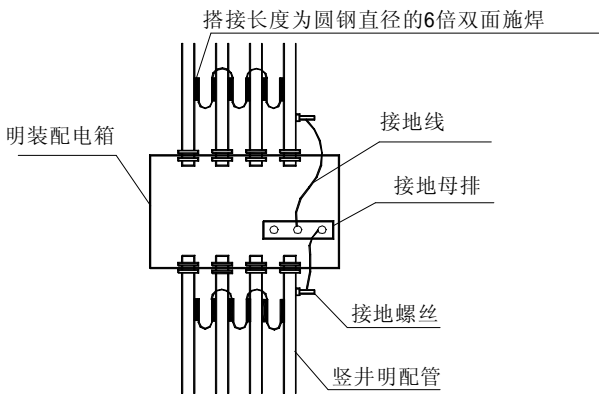 搭接长度为圆钢直径的6倍双面施焊
接地线
明装配电箱
接地母排
接地螺丝
竖井明配管